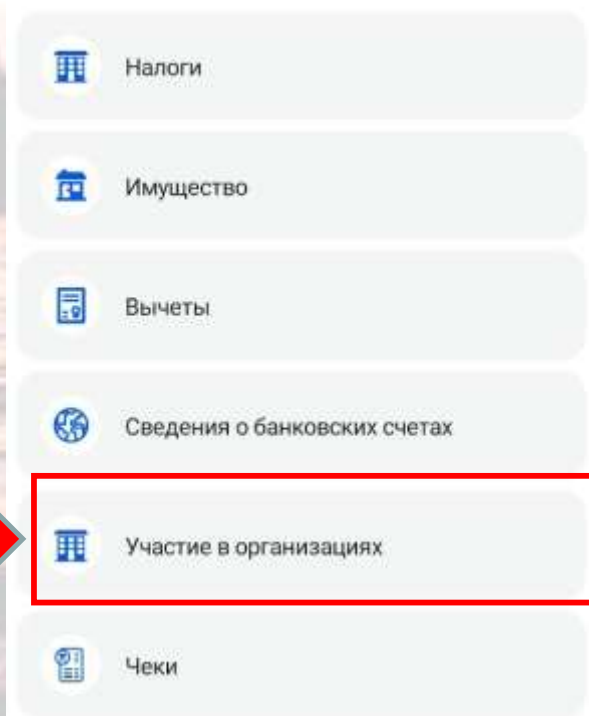 Налоги
Имущество
Вычеты
Сведения о банковских счетах
Участие в организациях
Чеки